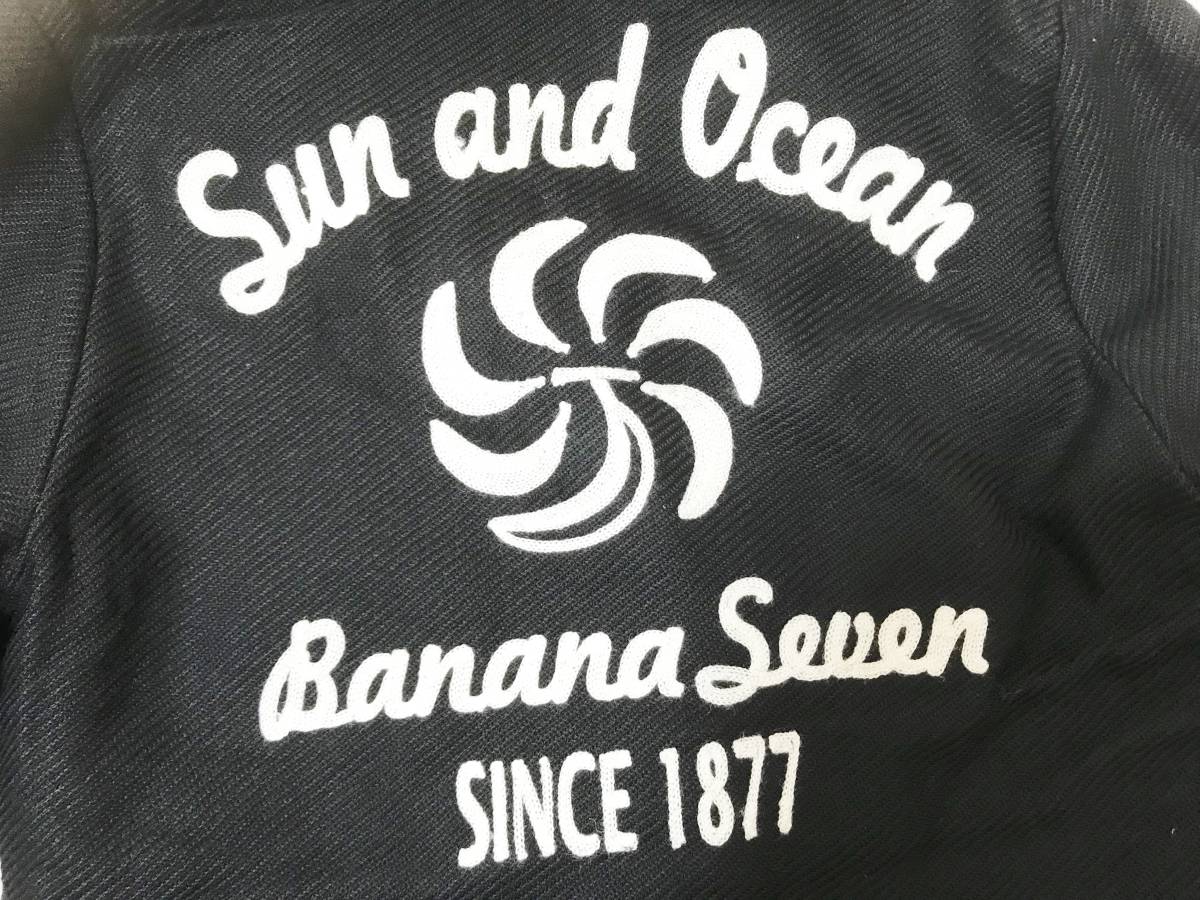 Sun and Ocean
Banana Seven
SINCE 1877